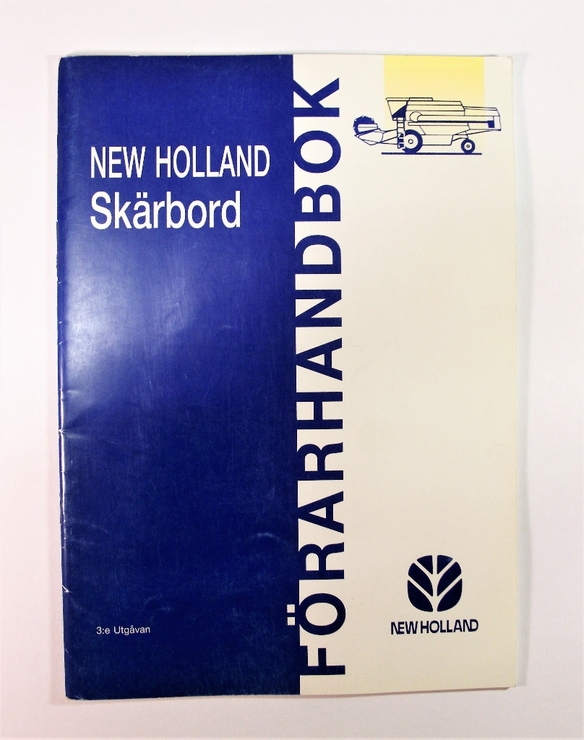 NEW HOLLAND
Skärbord
FÖRARHANDBOK
3:e Utgåvan
NEW HOLLAND